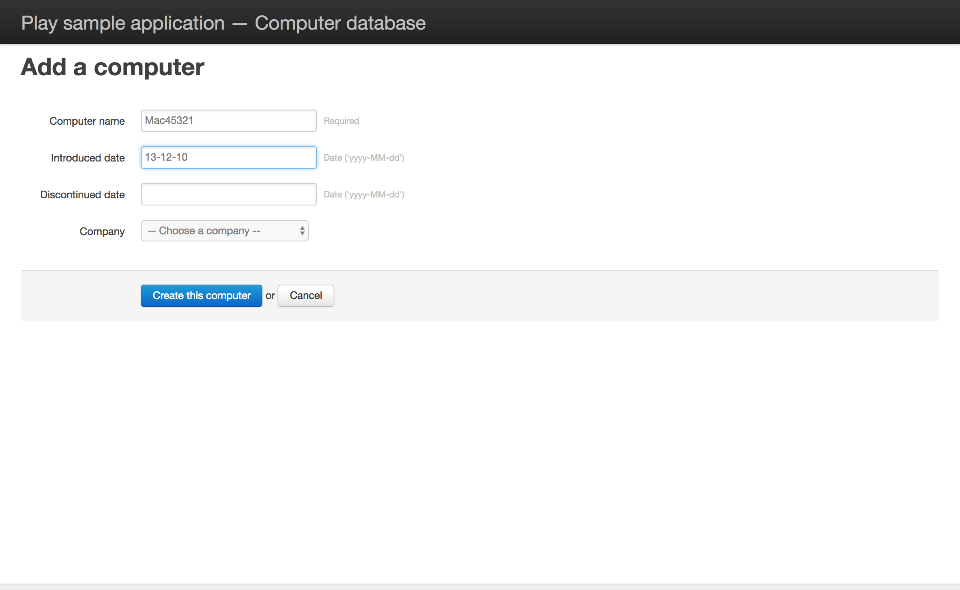 Play sample application — Computer database
Add a computer
Computer name Mac45321 Required
Introduced date 13-12-10 Date ('yyyy-MM-dd')
Discontinued date Date ('yyyy-MM-dd')
Company -- Choose a company --
Create this computer or Cancel